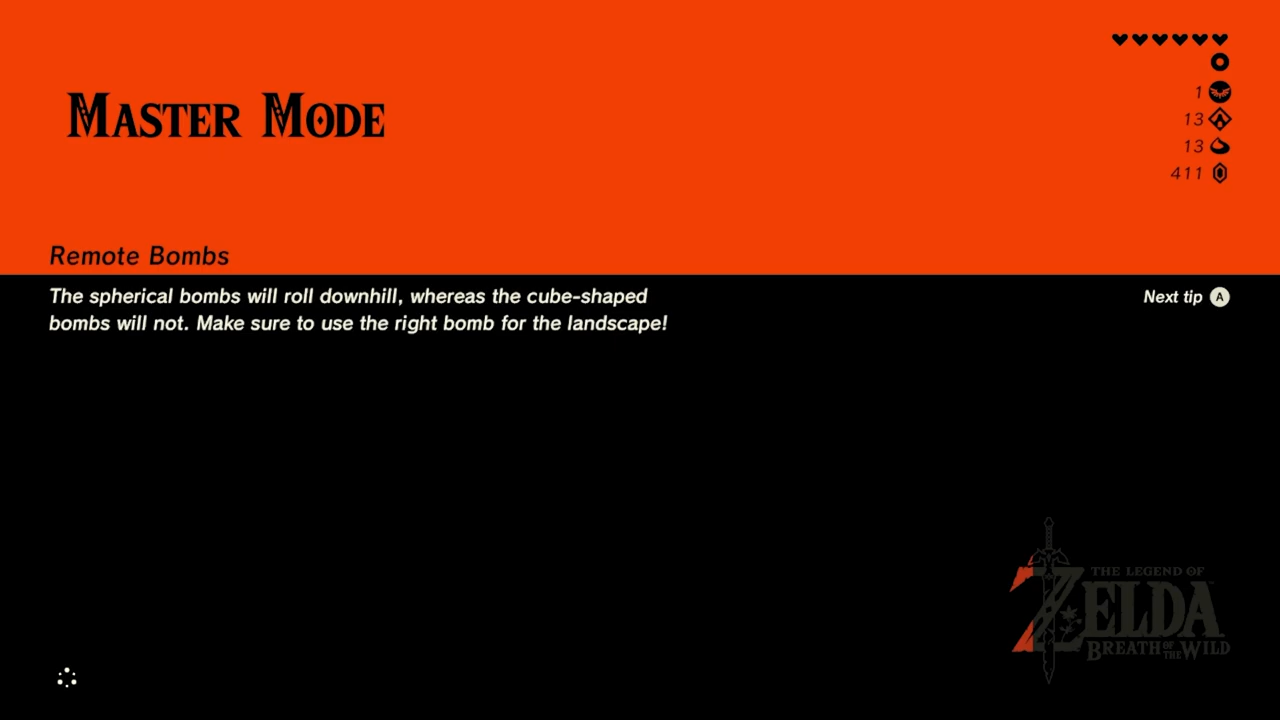 MASTER MODE
1
13
13
411
Remote Bombs
The spherical bombs will roll downhill, whereas the cube-shaped
bombs will not. Make sure to use the right bomb for the landscape!
Next tip A
THE LEGEND OF
ZELDA
BREATH OF THE WILD